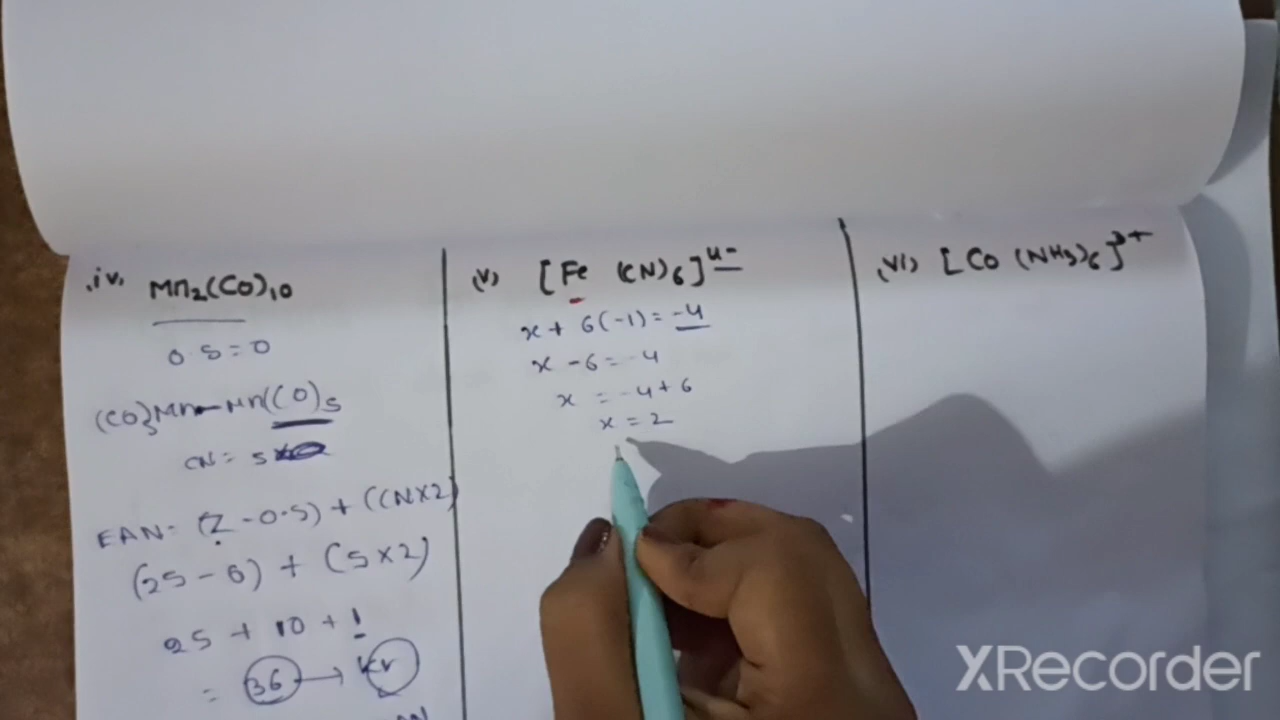 iv, Mn2(CO)10
O.S=0
(CO)5Mn-Mn(CO)5
CN= 5
EAN= (Z-O.S) + (CN×2)
(25-0) + (5×2)
25 + 10 + 1
= 36 → Kr
(v) [Fe (CN)6]4-
x + 6(-1) = -4
x - 6 = -4
x = -4+6
x = 2
(vi) [Co (NH3)6]3+
XRecorder